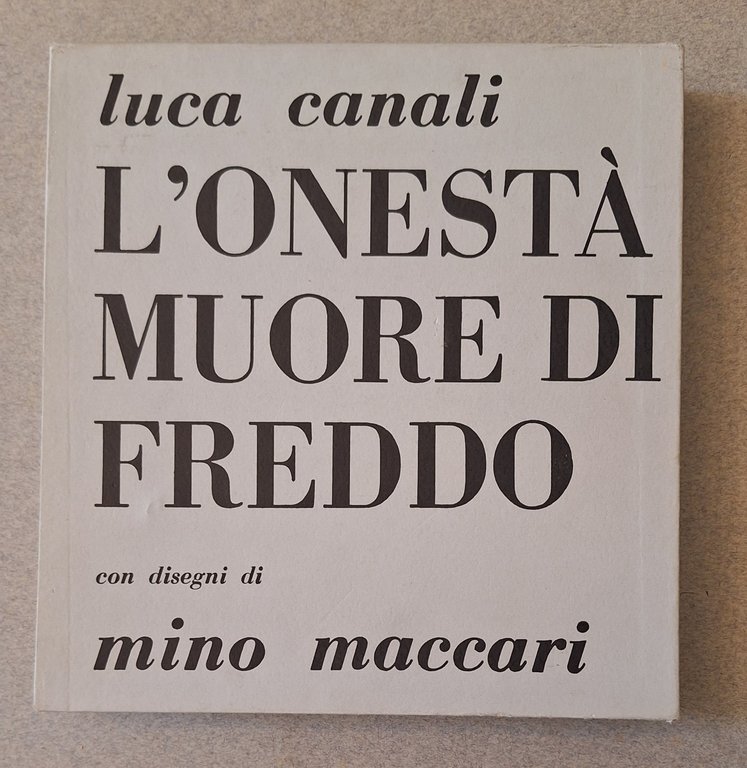 luca canali
L'ONESTÀ
MUORE DI
FREDDO
con disegni di
mino maccari